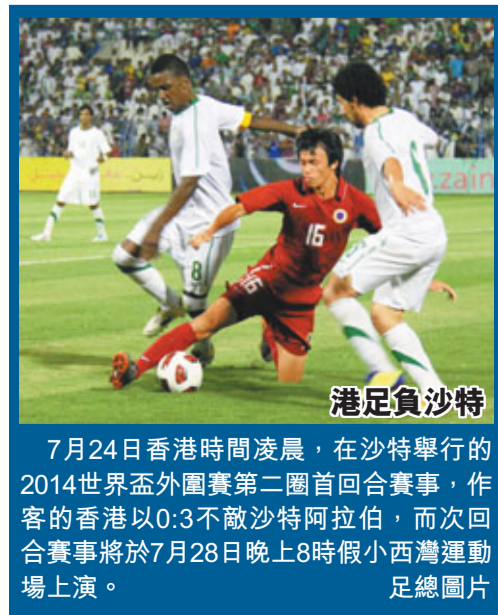 zain
16
16
8
港足負沙特
7月24日香港時間凌晨，在沙特舉行的
2014世界盃外圍賽第二圈首回合賽事，作
客的香港以0:3不敵沙特阿拉伯，而次回
合賽事將於7月28日晚上8時假小西灣運動
場上演。 足總圖片